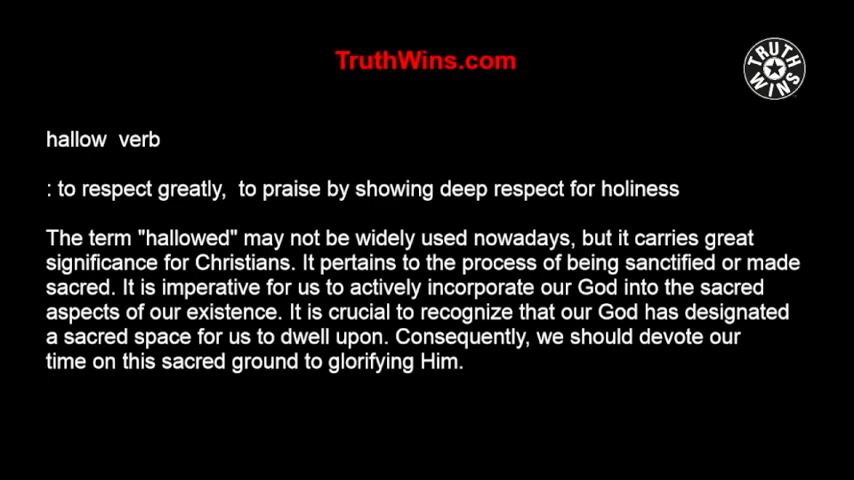 TruthWins.com
TRUTH
WINS
hallow  verb
: to respect greatly,  to praise by showing deep respect for holiness
The term "hallowed" may not be widely used nowadays, but it carries great
significance for Christians. It pertains to the process of being sanctified or made
sacred. It is imperative for us to actively incorporate our God into the sacred
aspects of our existence. It is crucial to recognize that our God has designated
a sacred space for us to dwell upon. Consequently, we should devote our
time on this sacred ground to glorifying Him.